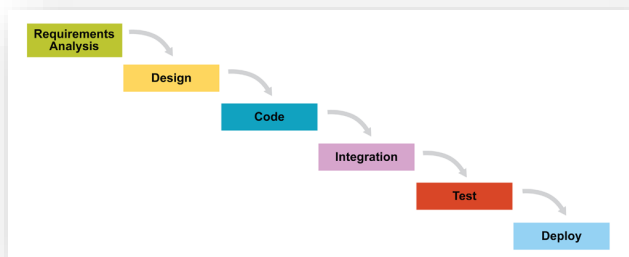 Requirements
Analysis
Design
Code
Integration
Test
Deploy